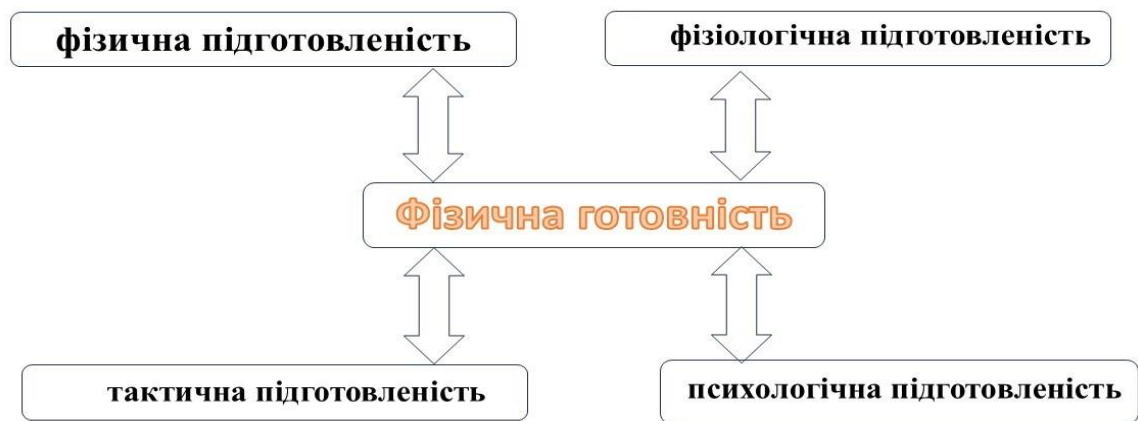 фізична підготовленість
фізіологічна підготовленість
Фізична готовність
тактична підготовленість
психологічна підготовленість